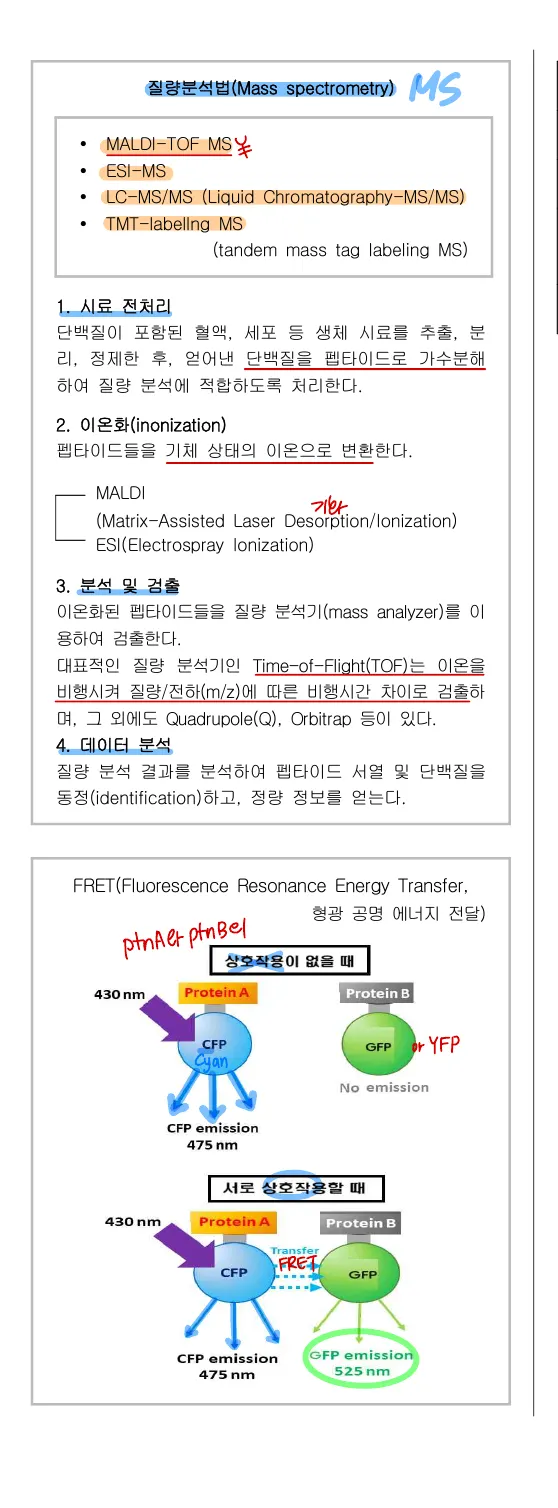 질량분석법(Mass spectrometry) MS
• MALDI-TOF MS
• ESI-MS
• LC-MS/MS (Liquid Chromatography-MS/MS)
• TMT-labellng MS
(tandem mass tag labeling MS)
1. 시료 전처리
단백질이 포함된 혈액, 세포 등 생체 시료를 추출, 분
리, 정제한 후, 얻어낸 단백질을 펩타이드로 가수분해
하여 질량 분석에 적합하도록 처리한다.
2. 이온화(inonization)
펩타이드들을 기체 상태의 이온으로 변환한다.
MALDI
기화
(Matrix-Assisted Laser Desorption/Ionization)
ESI(Electrospray Ionization)
3. 분석 및 검출
이온화된 펩타이드들을 질량 분석기(mass analyzer)를 이
용하여 검출한다.
대표적인 질량 분석기인 Time-of-Flight(TOF)는 이온을
비행시켜 질량/전하(m/z)에 따른 비행시간 차이로 검출하
며, 그 외에도 Quadrupole(Q), Orbitrap 등이 있다.
4. 데이터 분석
질량 분석 결과를 분석하여 펩타이드 서열 및 단백질을
동정(identification)하고, 정량 정보를 얻는다.
FRET(Fluorescence Resonance Energy Transfer,
형광 공명 에너지 전달)
ptnA랑 ptnB의
상호작용이 없을 때
430 nm Protein A Protein B
CFP GFP or YFP
Cyan
No emission
CFP emission
475 nm
서로 상호작용할 때
430 nm Protein A Protein B
Transfer
FRET
CFP GFP
CFP emission GFP emission
475 nm 525 nm